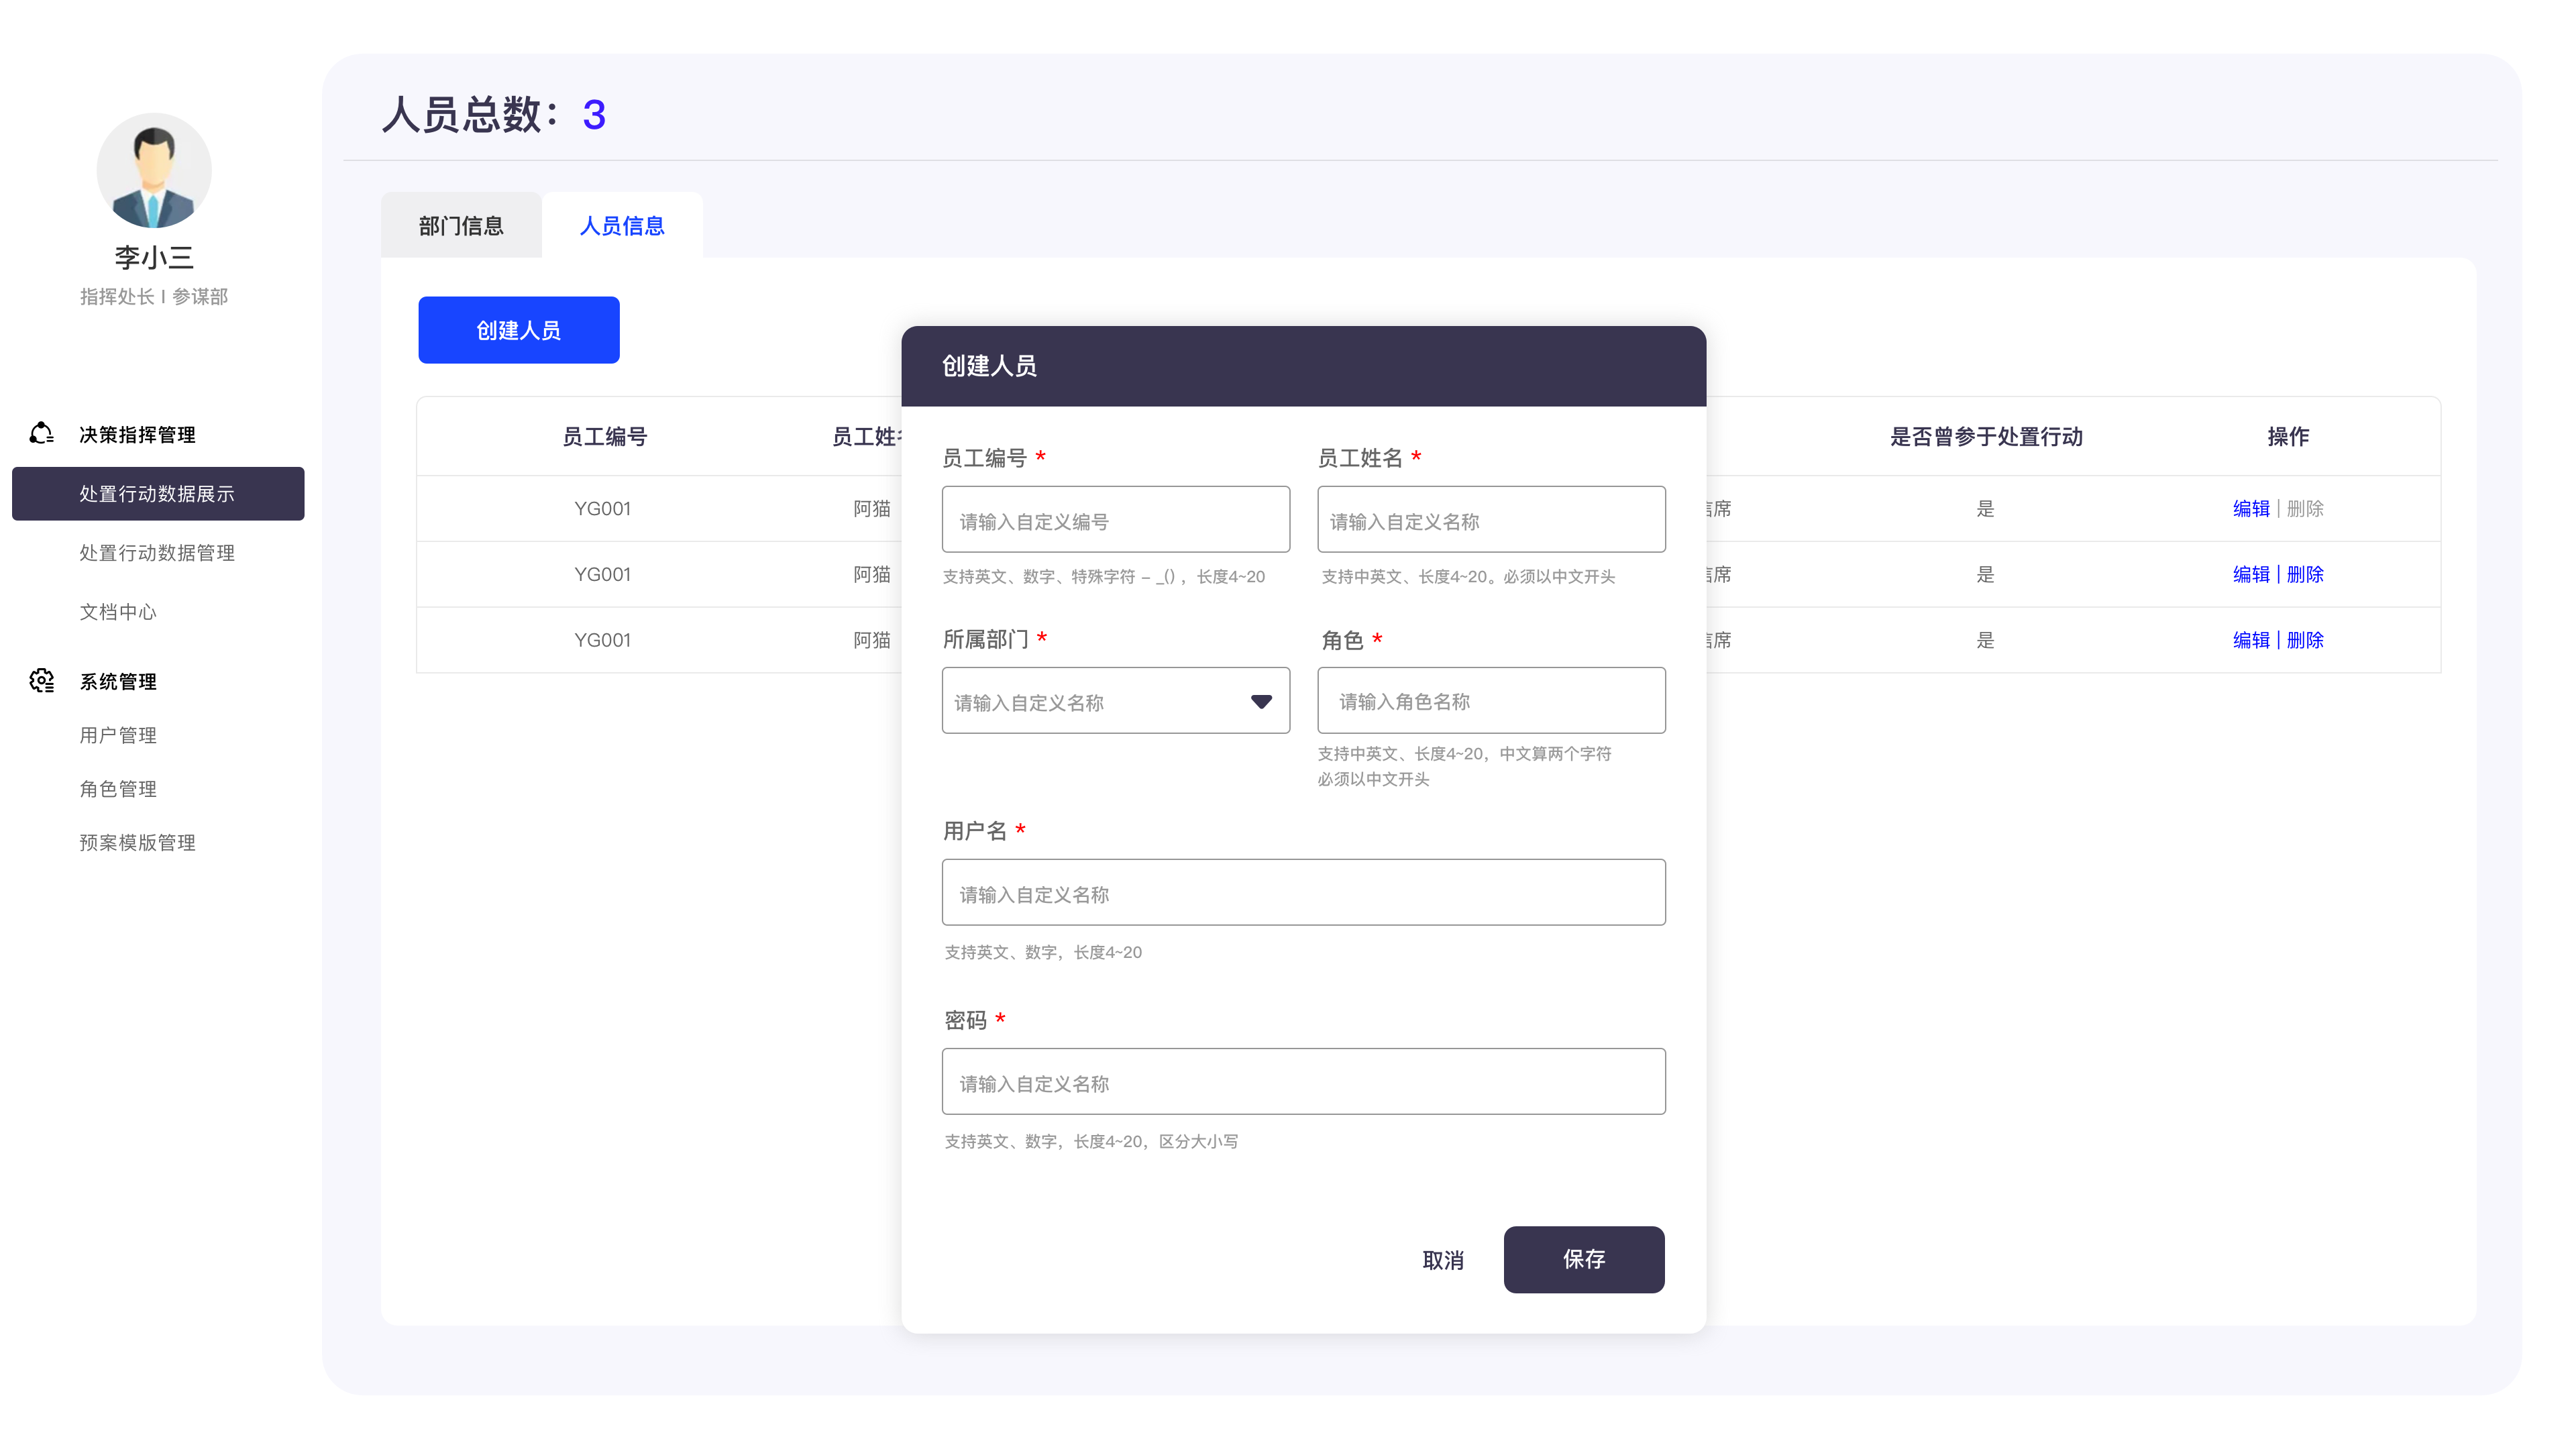 李小三
指挥处长 I 参谋部
决策指挥管理
处置行动数据展示
处置行动数据管理
文档中心
系统管理
用户管理
角色管理
预案模版管理
人员总数：3
部门信息 人员信息
创建人员
员工编号 员工姓 是否曾参于处置行动 操作
YG001 阿猫 席 是 编辑 | 删除
YG001 阿猫 席 是 编辑 | 删除
YG001 阿猫 席 是 编辑 | 删除
创建人员
员工编号 * 员工姓名 *
请输入自定义编号 请输入自定义名称
支持英文、数字、特殊字符 – _() ，长度4~20 支持中英文、长度4~20。必须以中文开头
所属部门 * 角色 *
请输入自定义名称 请输入角色名称
支持中英文、长度4~20，中文算两个字符
必须以中文开头
用户名 *
请输入自定义名称
支持英文、数字，长度4~20
密码 *
请输入自定义名称
支持英文、数字，长度4~20，区分大小写
取消 保存